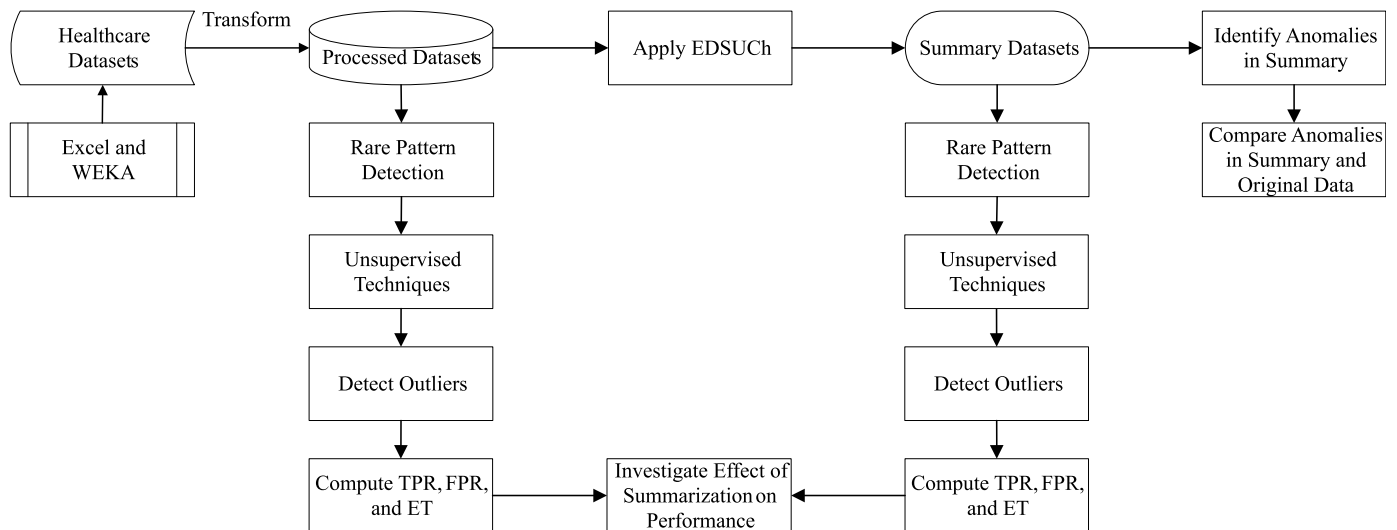 Healthcare
Datasets
Transform
Processed Datasets
Apply EDSUCh
Summary Datasets
Identify Anomalies
in Summary
Excel and
WEKA
Rare Pattern
Detection
Rare Pattern
Detection
Compare Anomalies
in Summary and
Original Data
Unsupervised
Techniques
Unsupervised
Techniques
Detect Outliers
Detect Outliers
Compute TPR, FPR,
and ET
Investigate Effect of
Summarization on
Performance
Compute TPR, FPR,
and ET